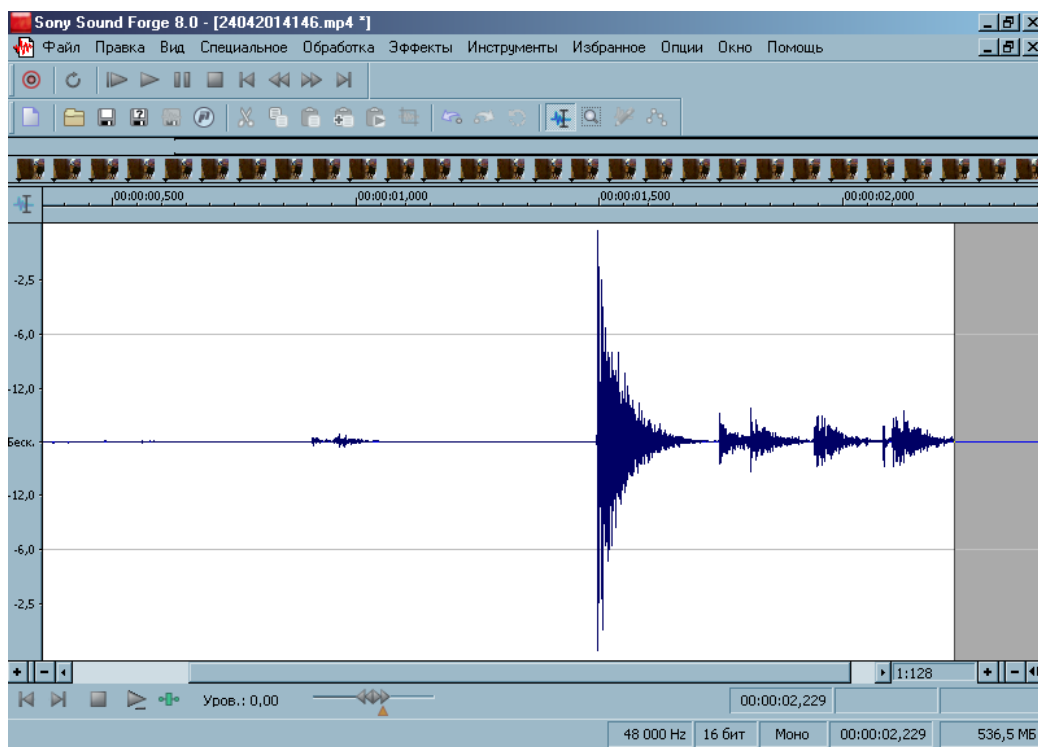 Sony Sound Forge 8.0 - [24042014146.mp4 *]
Файл Правка Вид Специальное Обработка Эффекты Инструменты Избранное Опции Окно Помощь
00:00:00,500 00:00:01,000 00:00:01,500 00:00:02,000
-2,5
-6,0
-12,0
Беск.
-12,0
-6,0
-2,5
1:128
Уров.: 0,00 00:00:02,229
48 000 Hz 16 бит Моно 00:00:02,229 536,5 МБ